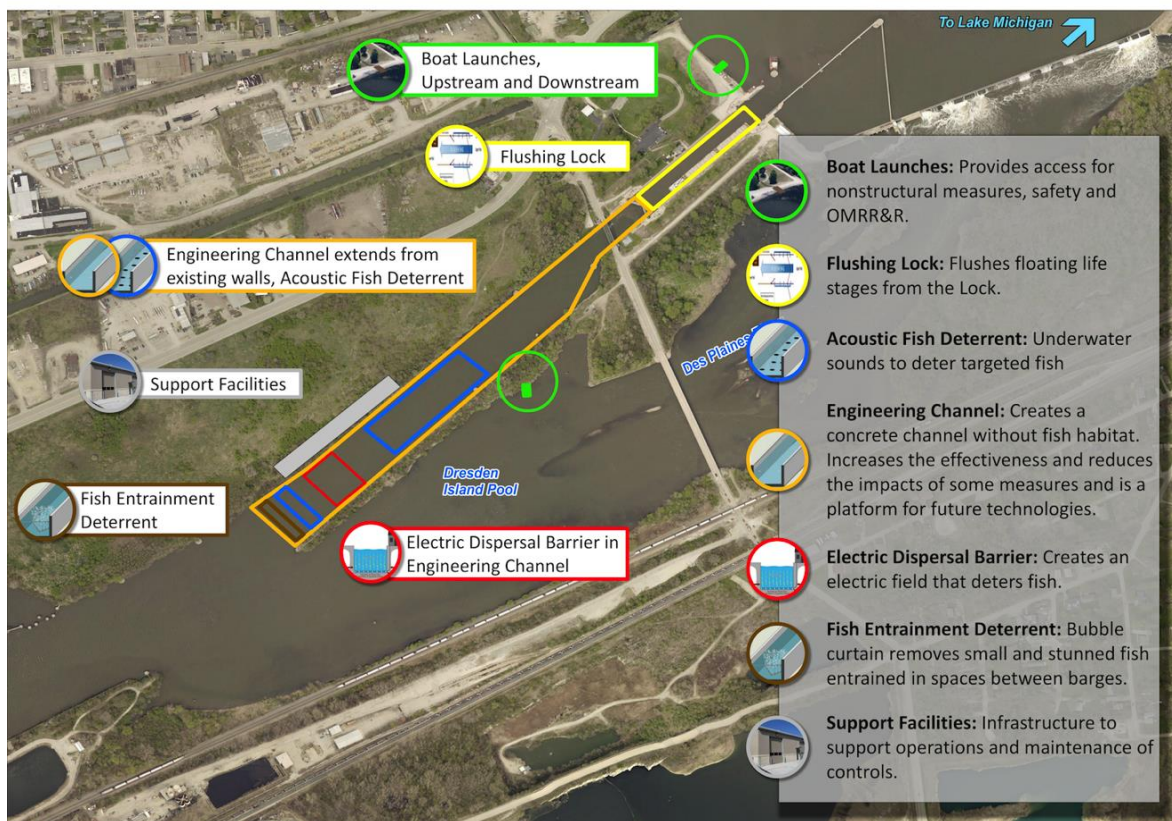 To Lake Michigan
Boat Launches,
Upstream and Downstream
Flushing Lock
Engineering Channel extends from
existing walls, Acoustic Fish Deterrent
Support Facilities
Fish Entrainment
Deterrent
Electric Dispersal Barrier in
Engineering Channel
Dresden
Island Pool
Des Plaines
Boat Launches: Provides access for
nonstructural measures, safety and
OMRR&R.
Flushing Lock: Flushes floating life
stages from the Lock.
Acoustic Fish Deterrent: Underwater
sounds to deter targeted fish
Engineering Channel: Creates a
concrete channel without fish habitat.
Increases the effectiveness and reduces
the impacts of some measures and is a
platform for future technologies.
Electric Dispersal Barrier: Creates an
electric field that deters fish.
Fish Entrainment Deterrent: Bubble
curtain removes small and stunned fish
entrained in spaces between barges.
Support Facilities: Infrastructure to
support operations and maintenance of
controls.